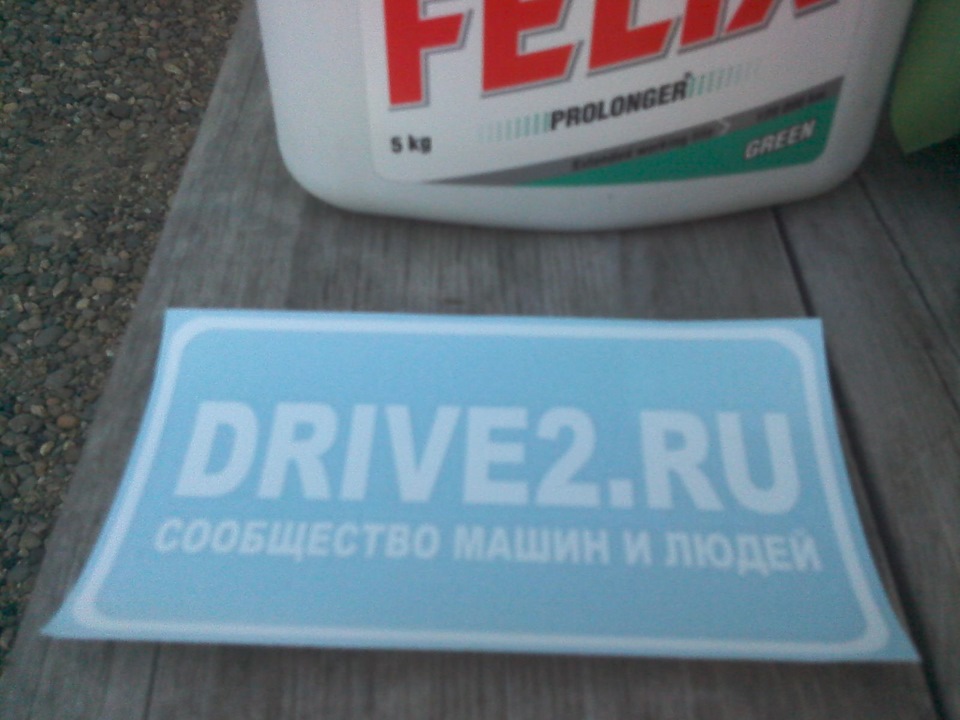 FELIX
PROLONGER
5 kg
GREEN
DRIVE2.RU
СООБЩЕСТВО МАШИН И ЛЮДЕЙ